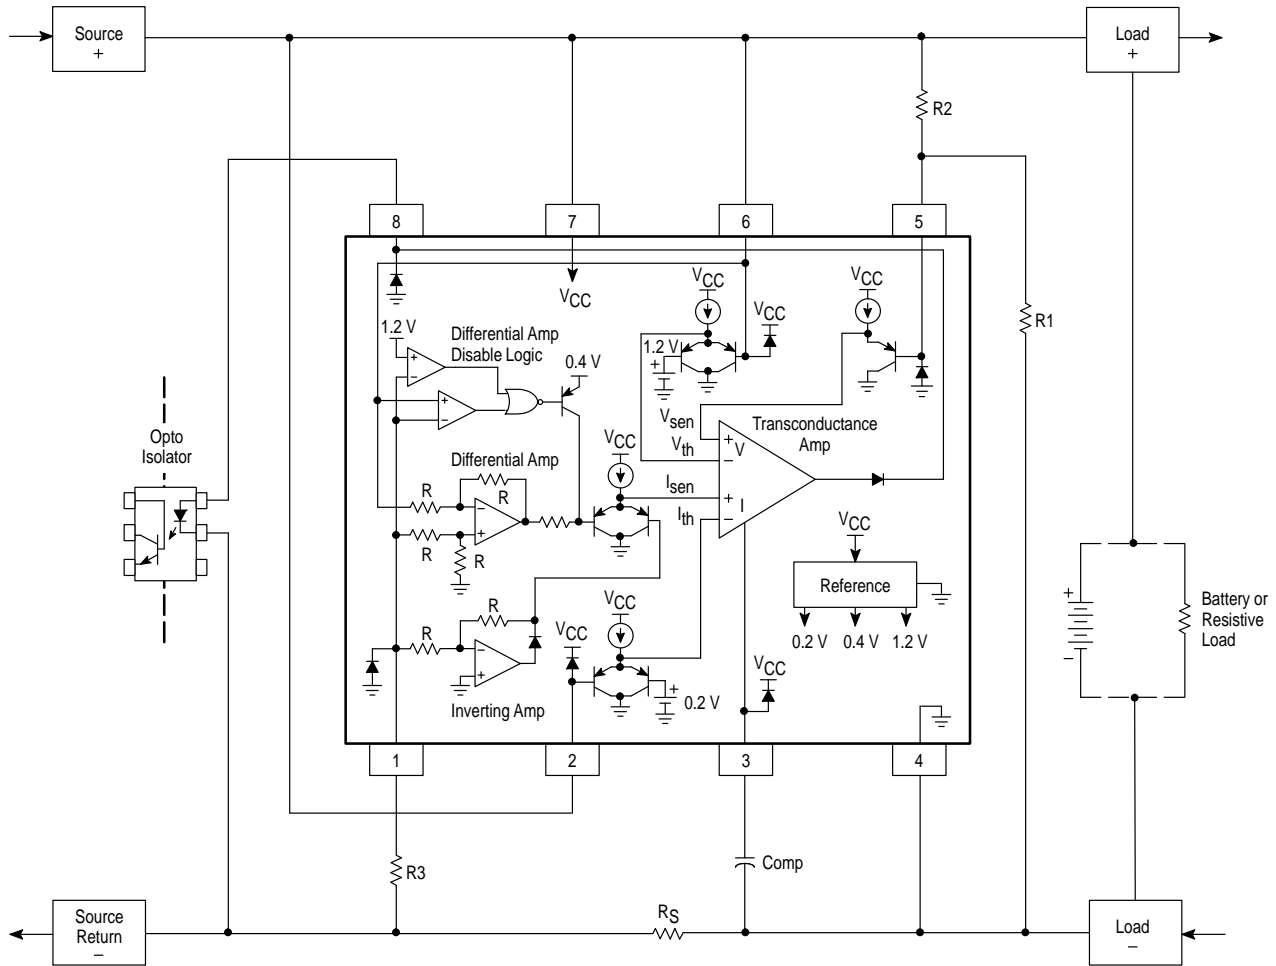 Source
+
Load
+
R2
8
7
6
5
VCC
VCC
VCC
VCC
1.2 V
Differential Amp
Disable Logic
0.4 V
1.2 V
+
R1
+
−
+
−
Opto
Isolator
Vsen
Vth
Isen
Ith
+
V
−
+
I
−
Transconductance
Amp
VCC
Differential Amp
R
R
−
+
R
R
VCC
Reference
0.2 V
0.4 V
1.2 V
+
−
Battery or
Resistive
Load
R
R
−
+
Inverting Amp
VCC
VCC
+
0.2 V
VCC
1
2
3
4
R3
Comp
RS
Source
Return
−
Load
−